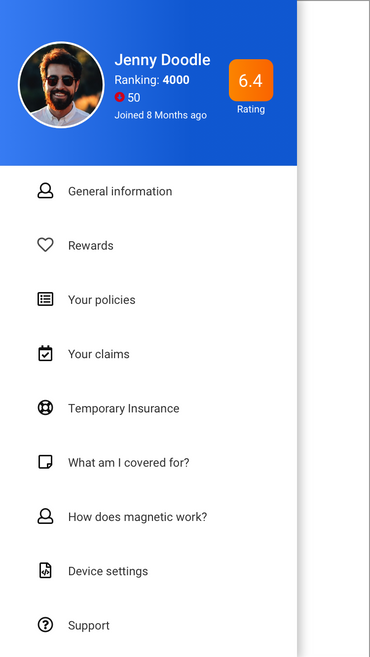 Jenny Doodle
Ranking: 4000
50
Joined 8 Months ago
6.4
Rating
General information
Rewards
Your policies
Your claims
Temporary Insurance
What am I covered for?
How does magnetic work?
Device settings
Support